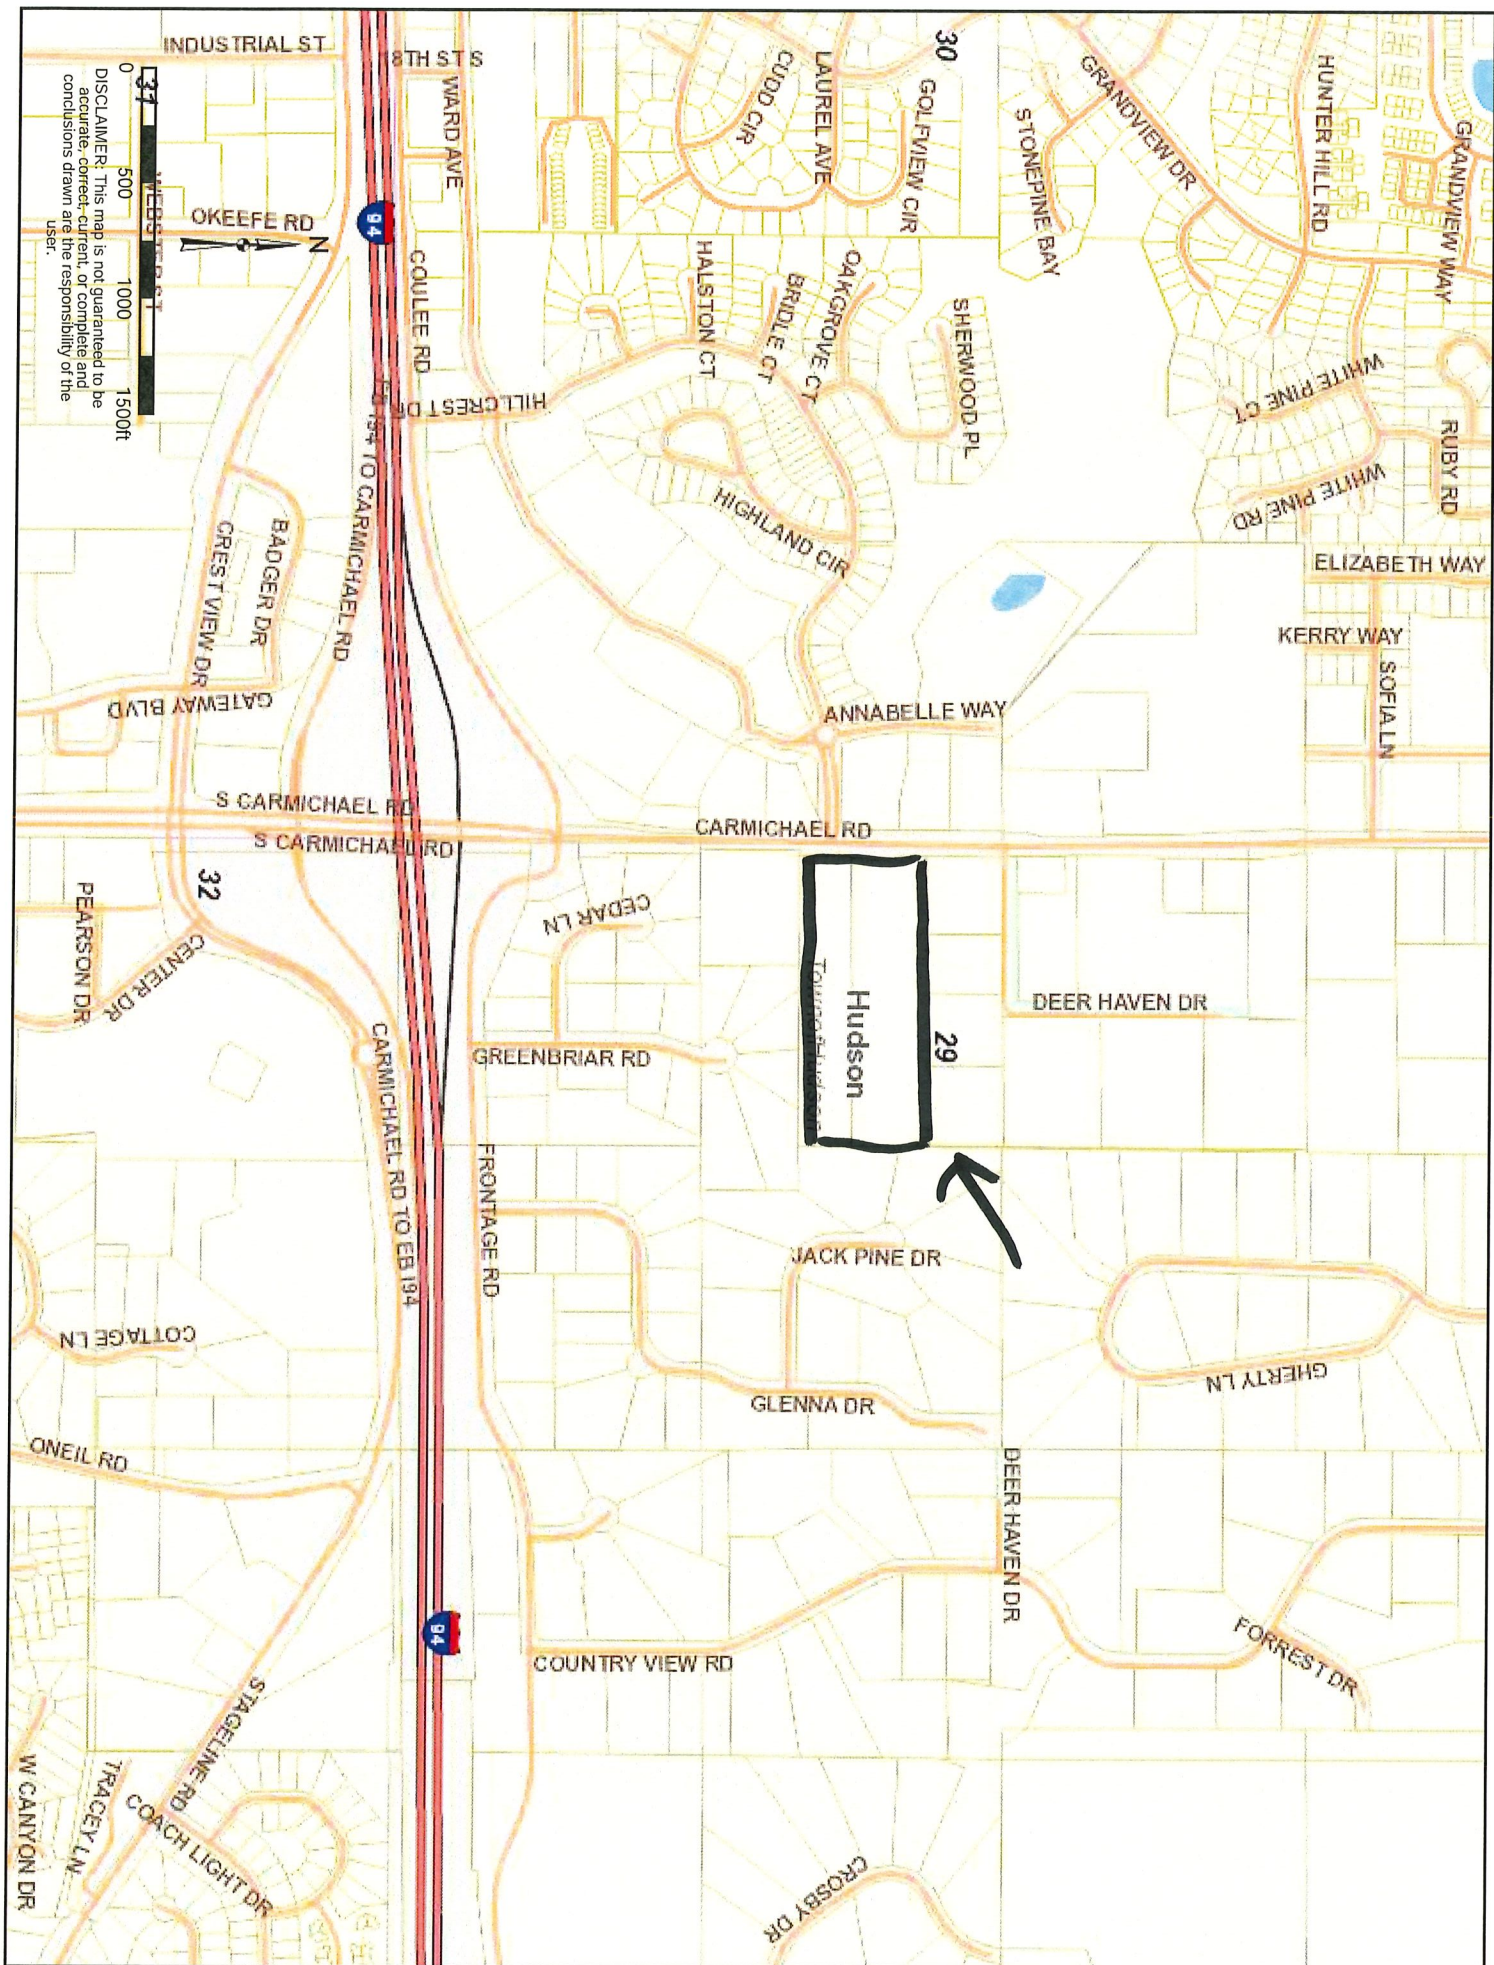 INDUSTRIAL ST
8TH ST S
WARD AVE
CUDD CIR
LAUREL AVE
30
GOLFVIEW CIR
STONEPINE BAY
GRANDVIEW DR
HUNTER HILL RD
GRANDVIEW WAY
31
0 500 1000 1500ft
DISCLAIMER: This map is not guaranteed to be
accurate, correct, current, or complete and
conclusions drawn are the responsibility of the
user.
WEBSTER ST
OKEEFE RD
N
94
COULEE RD
HALSTON CT
BRIDLE CT
OAKGROVE CT
SHERWOOD PL
WHITE PINE CT
WHITE PINE RD
RUBY RD
HILLCREST DR
HIGHLAND CIR
ELIZABETH WAY
KERRY WAY
SOFIA LN
TO CARMICHAEL RD
BADGER DR
CREST VIEW DR
GATEWAY BLVD
ANNABELLE WAY
S CARMICHAEL RD
S CARMICHAEL RD
CARMICHAEL RD
32
PEARSON DR
CENTER DR
CEDAR LN
GREENBRIAR RD
Hudson
Town of Hudson
29
DEER HAVEN DR
CARMICHAEL RD TO EB I94
FRONTAGE RD
JACK PINE DR
GLENNA DR
GHERTY LN
COTTAGE LN
ONEIL RD
DEER HAVEN DR
94
COUNTRY VIEW RD
FORREST DR
STAGELINE RD
TRACEY LN
COACH LIGHT DR
W CANYON DR
CROSBY DR